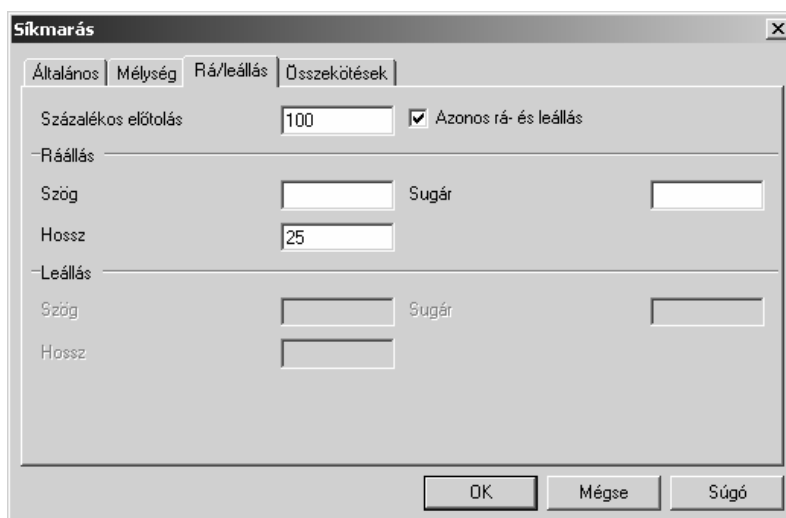 Síkmarás
Általános Mélység Rá/leállás Összekötések
Százalékos előtolás 100 Azonos rá- és leállás
Ráállás
Szög Sugár
Hossz 25
Leállás
Szög Sugár
Hossz
OK Mégse Súgó